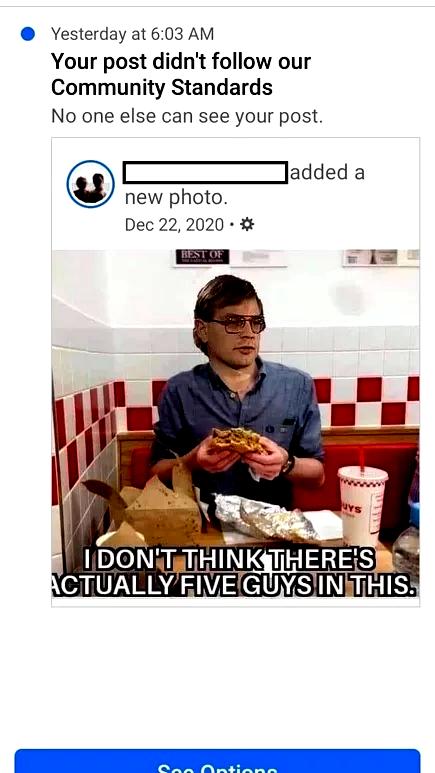 Yesterday at 6:03 AM
Your post didn't follow our
Community Standards
No one else can see your post.
added a
new photo.
Dec 22, 2020 •
BEST OF
UYS
I DON'T THINK THERE'S
ACTUALLY FIVE GUYS IN THIS.
See Options